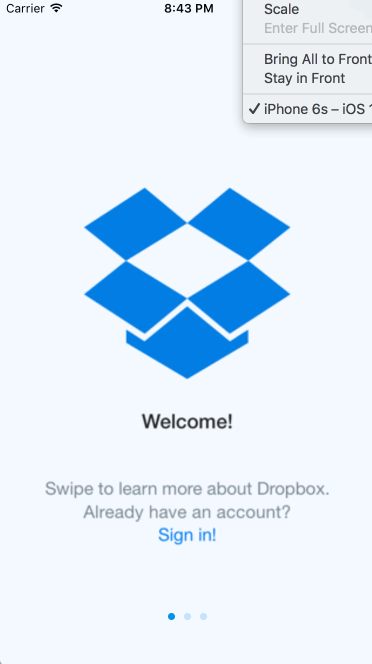 Carrier
8:43 PM
Scale
Enter Full Screen
Bring All to Front
Stay in Front
iPhone 6s – iOS
Welcome!
Swipe to learn more about Dropbox.
Already have an account?
Sign in!